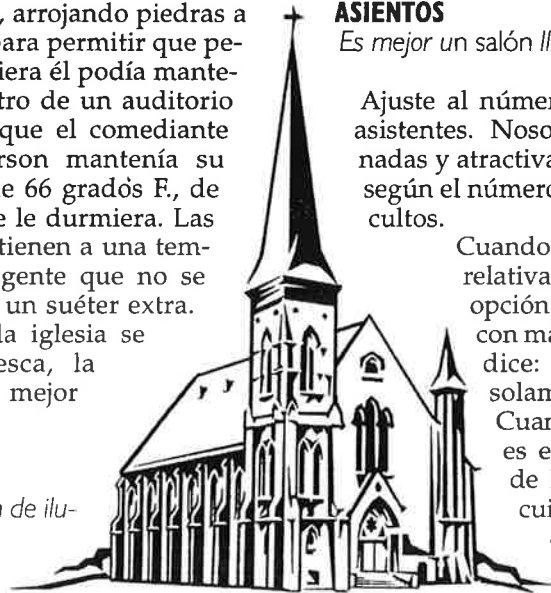 , arrojando piedras a
para permitir que pe-
iera él podía mante-
tro de un auditorio
que el comediante
rson mantenía su
e 66 grados F., de
e le durmiera. Las
tienen a una tem-
gente que no se
un suéter extra.
la iglesia se
esca, la
mejor
de ilu-
ASIENTOS
Es mejor un salón ll
Ajuste al númer
asistentes. Noso
nadas y atractiva
según el número
cultos.
Cuando
relativa
opción
con ma
dice:
solam
Cuan
es e
de l
cui